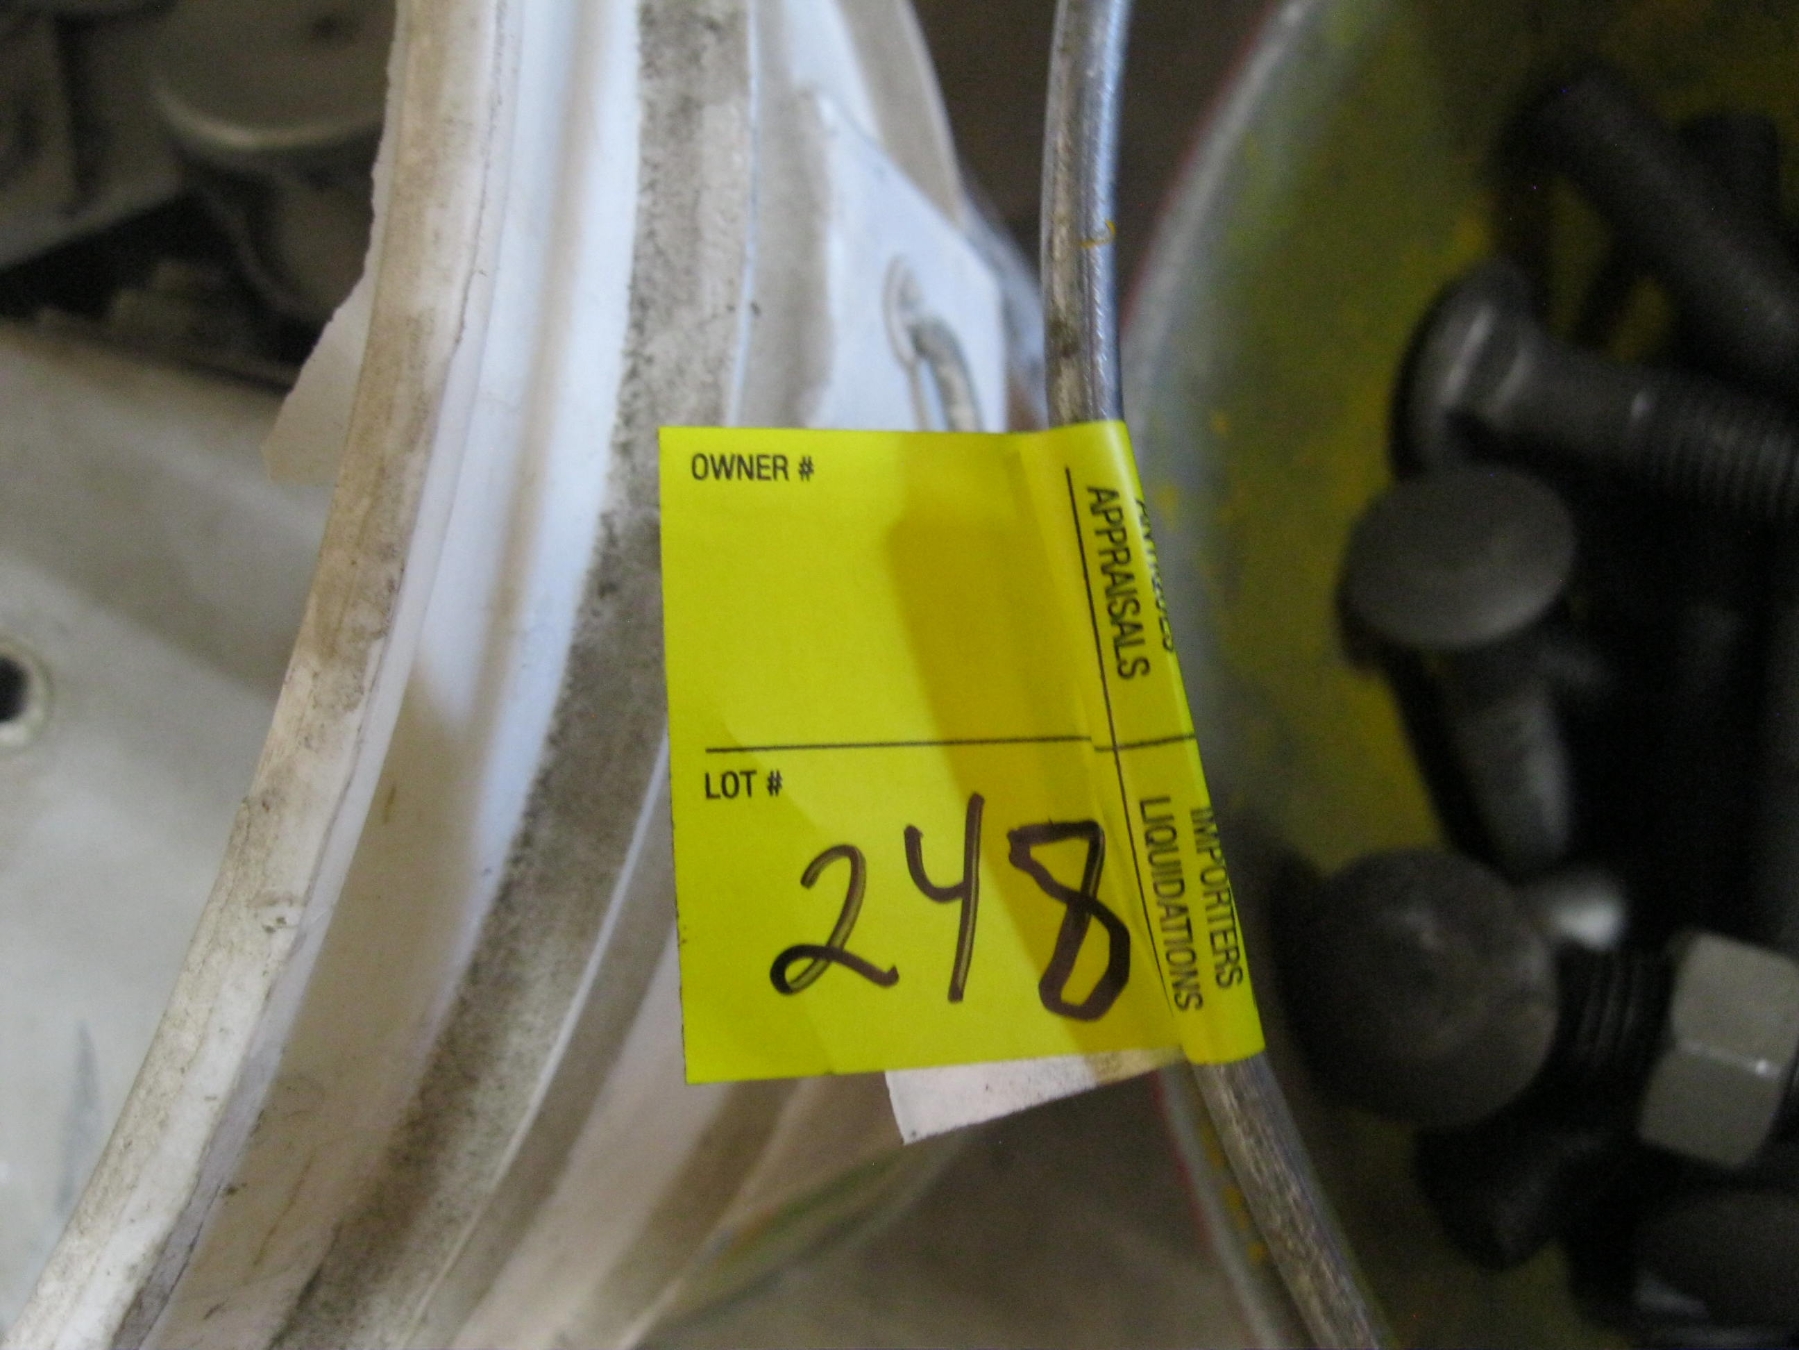 OWNER #
LOT #
248
APPRAISALS
IMPORTERS
LIQUIDATIONS